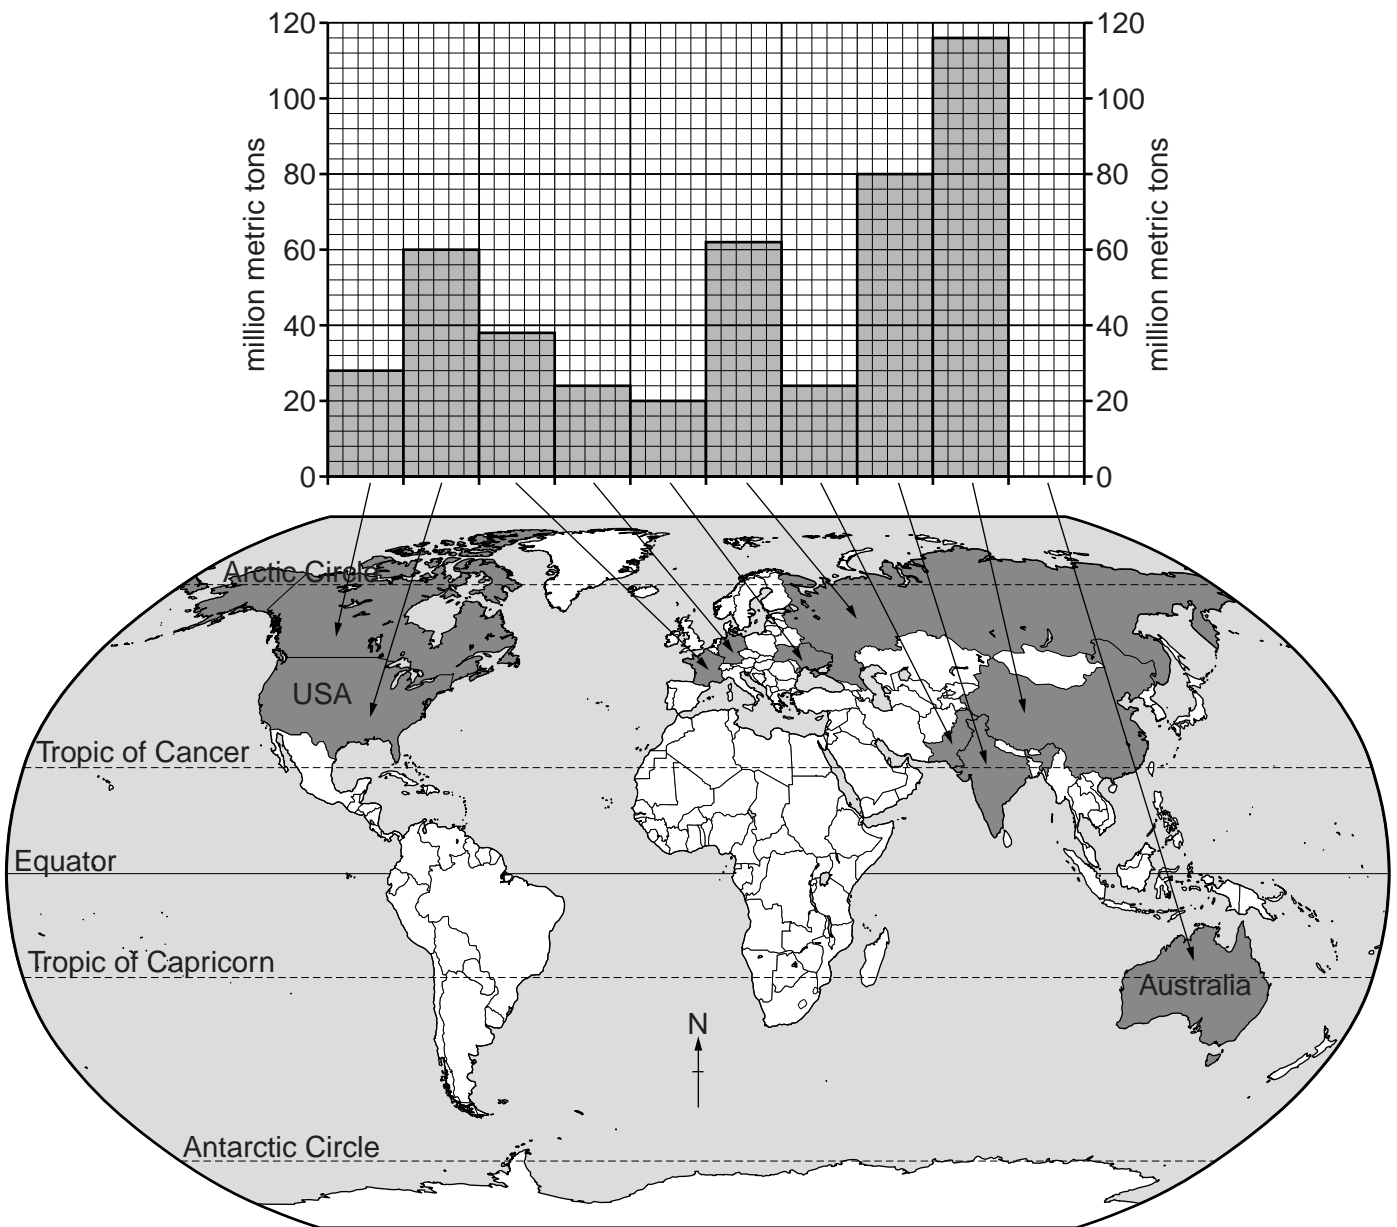 120
120
100
100
80
80
60
60
40
40
20
20
0
0
million metric tons
million metric tons
Arctic Circle
USA
Tropic of Cancer
Equator
Tropic of Capricorn
Australia
N
Antarctic Circle